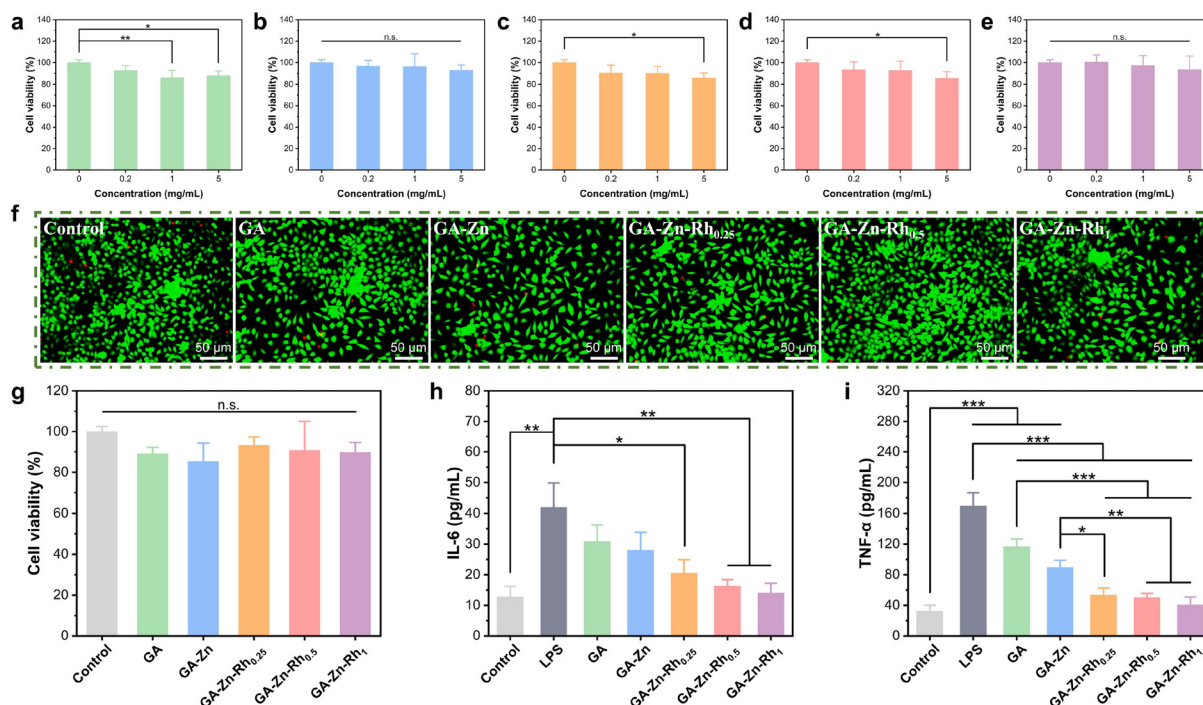 a
b
c
d
e
140
120
100
80
60
40
20
0
Cell viability (%)
*
**
0
0.2
1
5
Concentration (mg/mL)
140
120
100
80
60
40
20
0
Cell viability (%)
n.s.
0
0.2
1
5
Concentration (mg/mL)
140
120
100
80
60
40
20
0
Cell viability (%)
*
0
0.2
1
5
Concentration (mg/mL)
140
120
100
80
60
40
20
0
Cell viability (%)
*
0
0.2
1
5
Concentration (mg/mL)
140
120
100
80
60
40
20
0
Cell viability (%)
n.s.
0
0.2
1
5
Concentration (mg/mL)
f
Control
50 µm
GA
50 µm
GA-Zn
50 µm
GA-Zn-Rh0.25
50 µm
GA-Zn-Rh0.5
50 µm
GA-Zn-Rh1
50 µm
g
120
100
80
60
40
20
0
Cell viability (%)
n.s.
Control
GA
GA-Zn
GA-Zn-Rh0.25
GA-Zn-Rh0.5
GA-Zn-Rh1
h
80
70
60
50
40
30
20
10
0
IL-6 (pg/mL)
**
**
*
Control
LPS
GA
GA-Zn
GA-Zn-Rh0.25
GA-Zn-Rh0.5
GA-Zn-Rh1
i
320
280
240
200
160
120
80
40
0
TNF-α (pg/mL)
***
***
***
**
*
Control
LPS
GA
GA-Zn
GA-Zn-Rh0.25
GA-Zn-Rh0.5
GA-Zn-Rh1